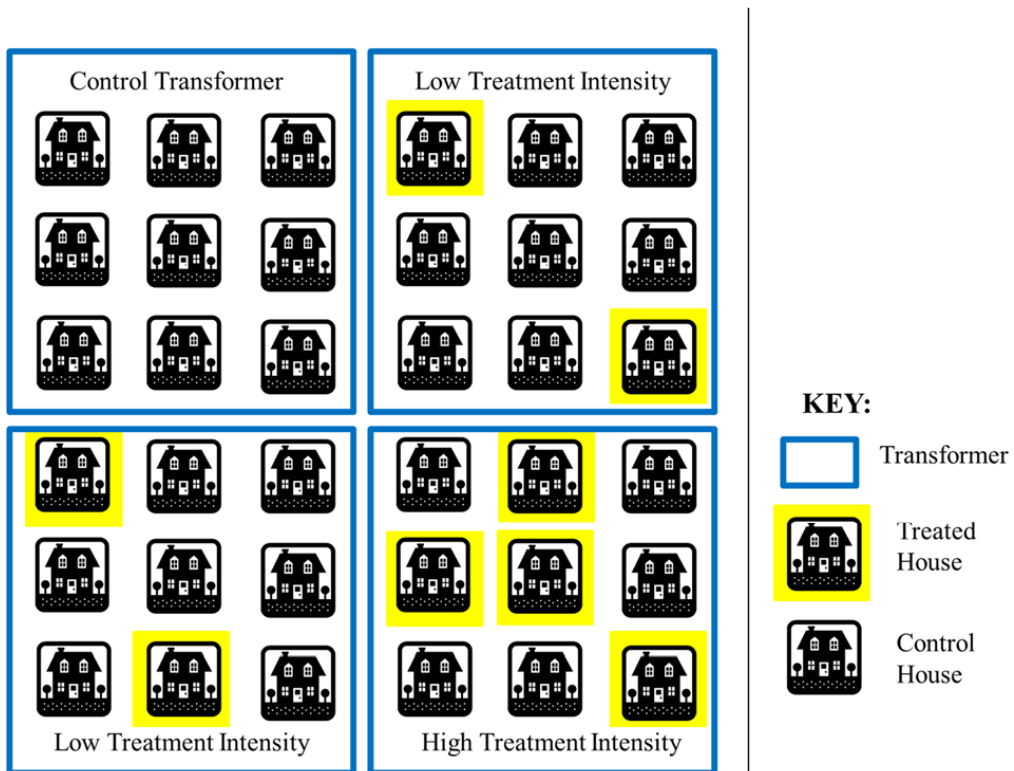 Control Transformer
Low Treatment Intensity
Low Treatment Intensity
High Treatment Intensity
KEY:
Transformer
Treated
House
Control
House